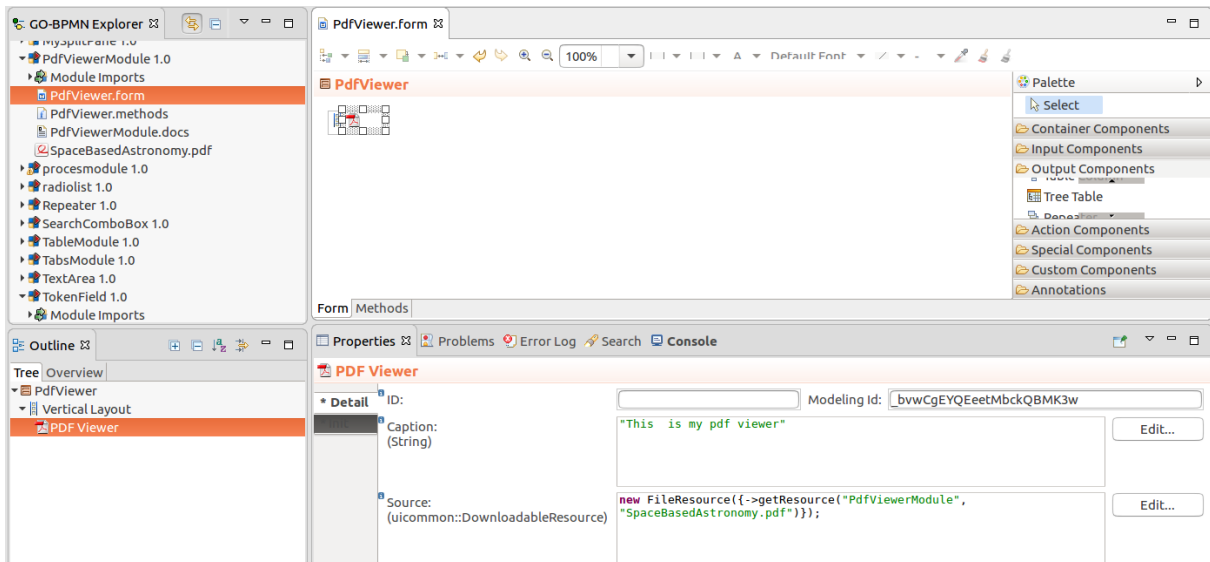 GO-BPMN Explorer
MySplitPane 1.0
PdfViewerModule 1.0
Module Imports
PdfViewer.form
PdfViewer.methods
PdfViewerModule.docs
SpaceBasedAstronomy.pdf
procesmodule 1.0
radiolist 1.0
Repeater 1.0
SearchComboBox 1.0
TableModule 1.0
TabsModule 1.0
TextArea 1.0
TokenField 1.0
Module Imports
PdfViewer.form
100% A Default Font
PdfViewer
Palette
Select
Container Components
Input Components
Output Components
Table Column
Tree Table
Repeater
Action Components
Special Components
Custom Components
Annotations
Form Methods
Outline
Tree Overview
PdfViewer
Vertical Layout
PDF Viewer
Properties Problems Error Log Search Console
PDF Viewer
* Detail
* Init
ID: Modeling Id: _bvwCgEYQEeetMbckQBMK3w
Caption: "This  is my pdf viewer" Edit...
(String)
Source: new FileResource({->getResource("PdfViewerModule", Edit...
(uicommon::DownloadableResource) "SpaceBasedAstronomy.pdf")});